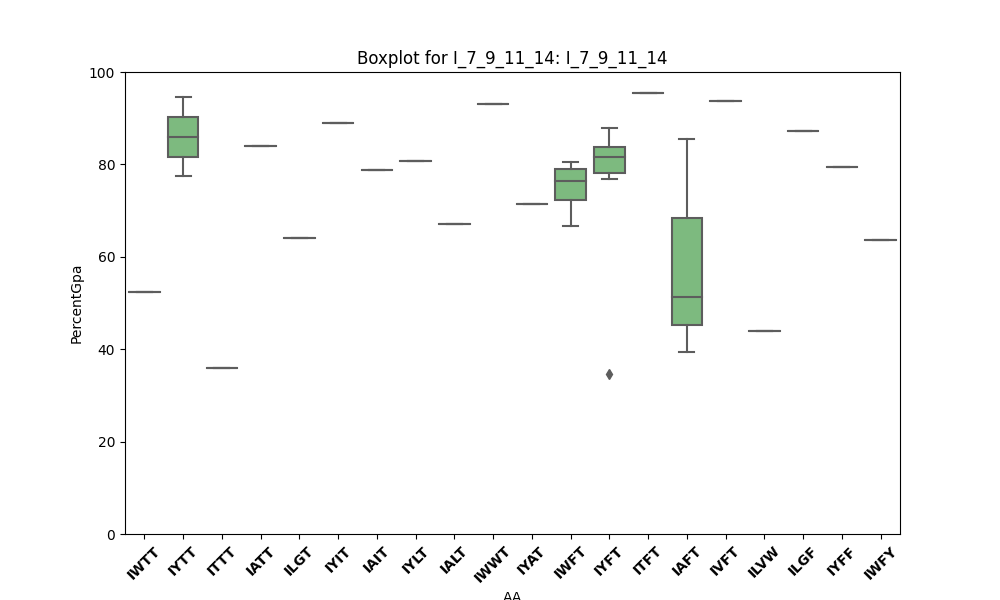 Boxplot for I_7_9_11_14: I_7_9_11_14
100
80
60
40
20
0
PercentGpa
IWTT
IYTT
ITTT
IATT
ILGT
IYIT
IAIT
IYLT
IALT
IWWT
IYAT
IWFT
IYFT
ITFT
IAFT
IVFT
ILVW
ILGF
IYFF
IWFY
AA